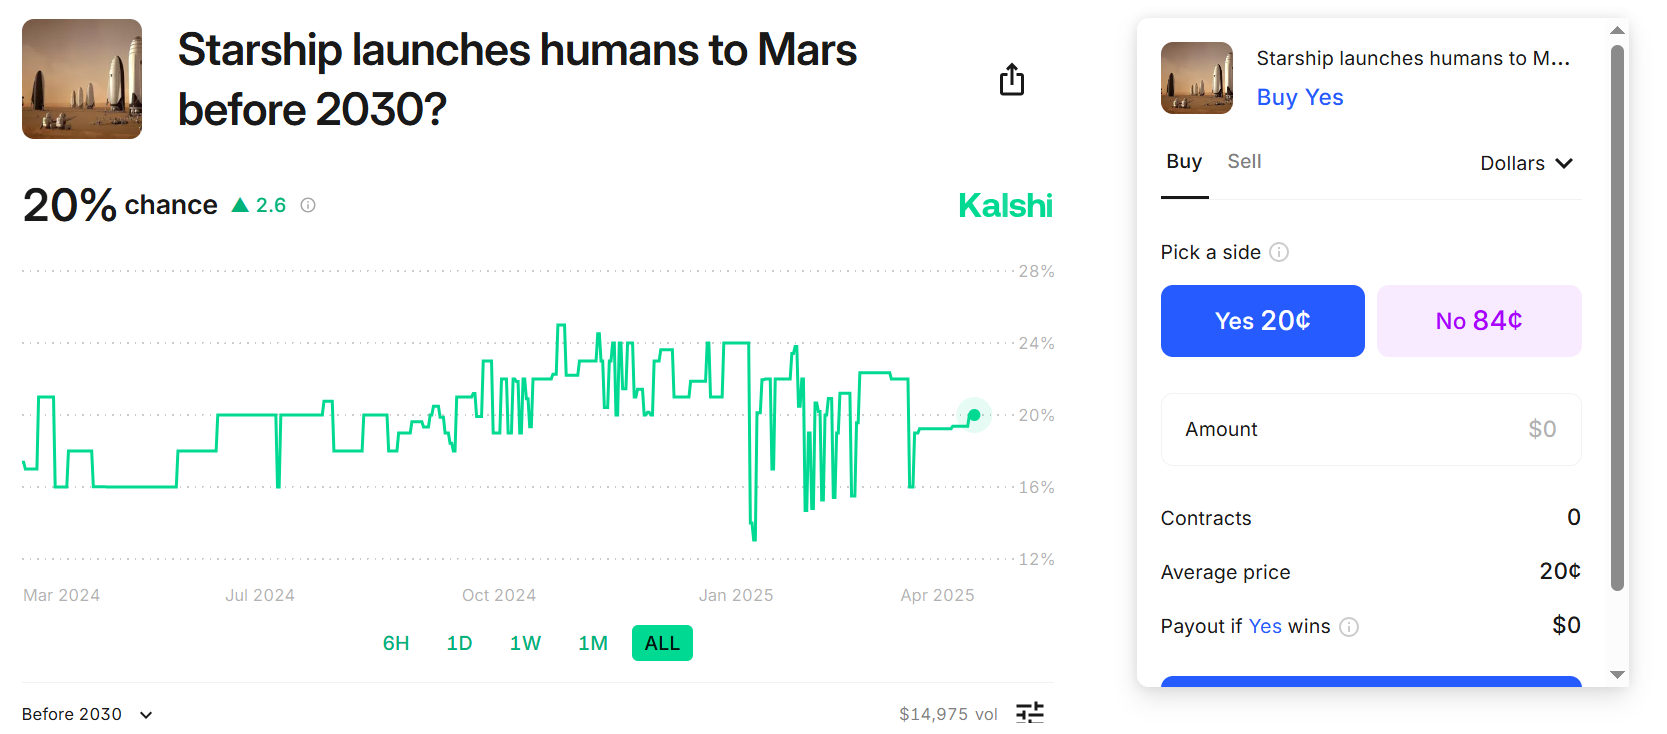 Starship launches humans to Mars
before 2030?
20% chance ▲ 2.6
Kalshi
28%
24%
20%
16%
12%
Mar 2024 Jul 2024 Oct 2024 Jan 2025 Apr 2025
6H 1D 1W 1M ALL
Before 2030
$14,975 vol
Starship launches humans to M...
Buy Yes
Buy Sell Dollars
Pick a side
Yes 20¢ No 84¢
Amount $0
Contracts 0
Average price 20¢
Payout if Yes wins $0